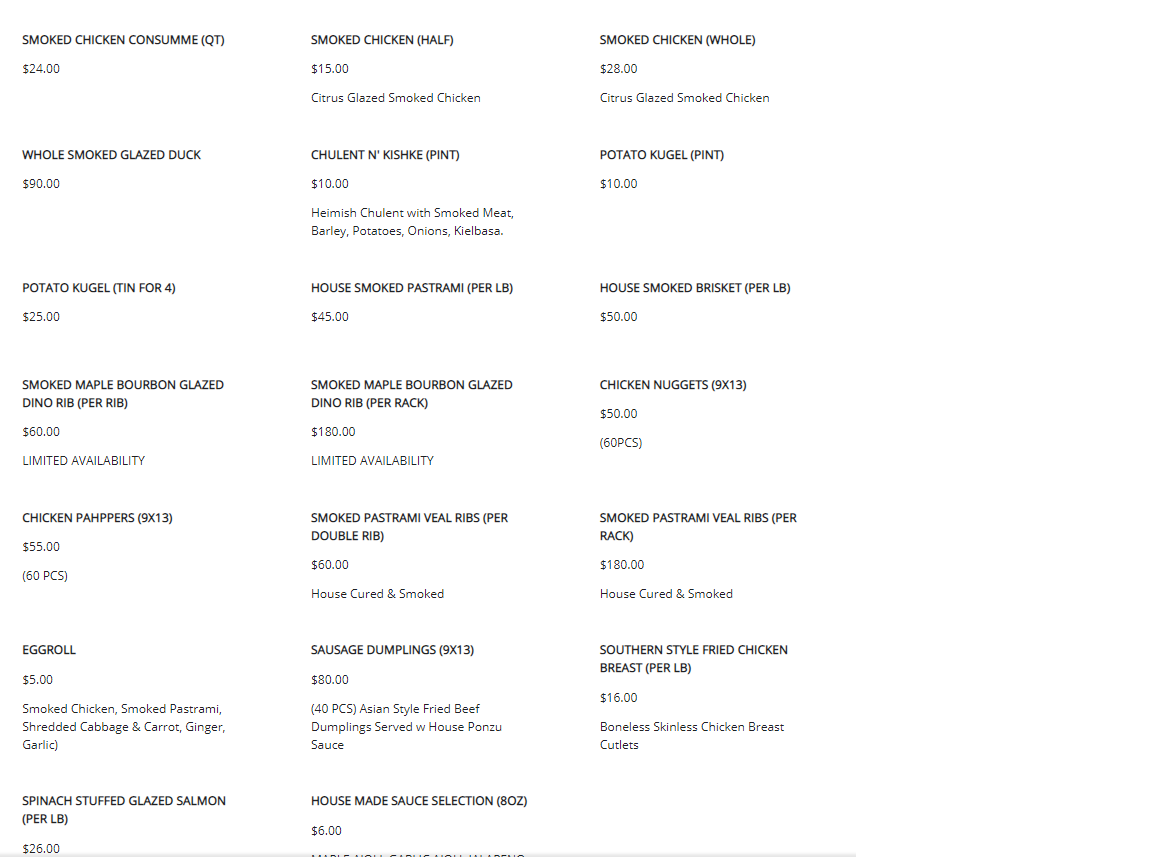 SMOKED CHICKEN CONSUMME (QT)
$24.00
SMOKED CHICKEN (HALF)
$15.00
Citrus Glazed Smoked Chicken
SMOKED CHICKEN (WHOLE)
$28.00
Citrus Glazed Smoked Chicken
WHOLE SMOKED GLAZED DUCK
$90.00
CHULENT N' KISHKE (PINT)
$10.00
Heimish Chulent with Smoked Meat,
Barley, Potatoes, Onions, Kielbasa.
POTATO KUGEL (PINT)
$10.00
POTATO KUGEL (TIN FOR 4)
$25.00
HOUSE SMOKED PASTRAMI (PER LB)
$45.00
HOUSE SMOKED BRISKET (PER LB)
$50.00
SMOKED MAPLE BOURBON GLAZED
DINO RIB (PER RIB)
$60.00
LIMITED AVAILABILITY
SMOKED MAPLE BOURBON GLAZED
DINO RIB (PER RACK)
$180.00
LIMITED AVAILABILITY
CHICKEN NUGGETS (9X13)
$50.00
(60PCS)
CHICKEN PAHPPERS (9X13)
$55.00
(60 PCS)
SMOKED PASTRAMI VEAL RIBS (PER
DOUBLE RIB)
$60.00
House Cured & Smoked
SMOKED PASTRAMI VEAL RIBS (PER
RACK)
$180.00
House Cured & Smoked
EGGROLL
$5.00
Smoked Chicken, Smoked Pastrami,
Shredded Cabbage & Carrot, Ginger,
Garlic)
SAUSAGE DUMPLINGS (9X13)
$80.00
(40 PCS) Asian Style Fried Beef
Dumplings Served w House Ponzu
Sauce
SOUTHERN STYLE FRIED CHICKEN
BREAST (PER LB)
$16.00
Boneless Skinless Chicken Breast
Cutlets
SPINACH STUFFED GLAZED SALMON
(PER LB)
$26.00
HOUSE MADE SAUCE SELECTION (8OZ)
$6.00